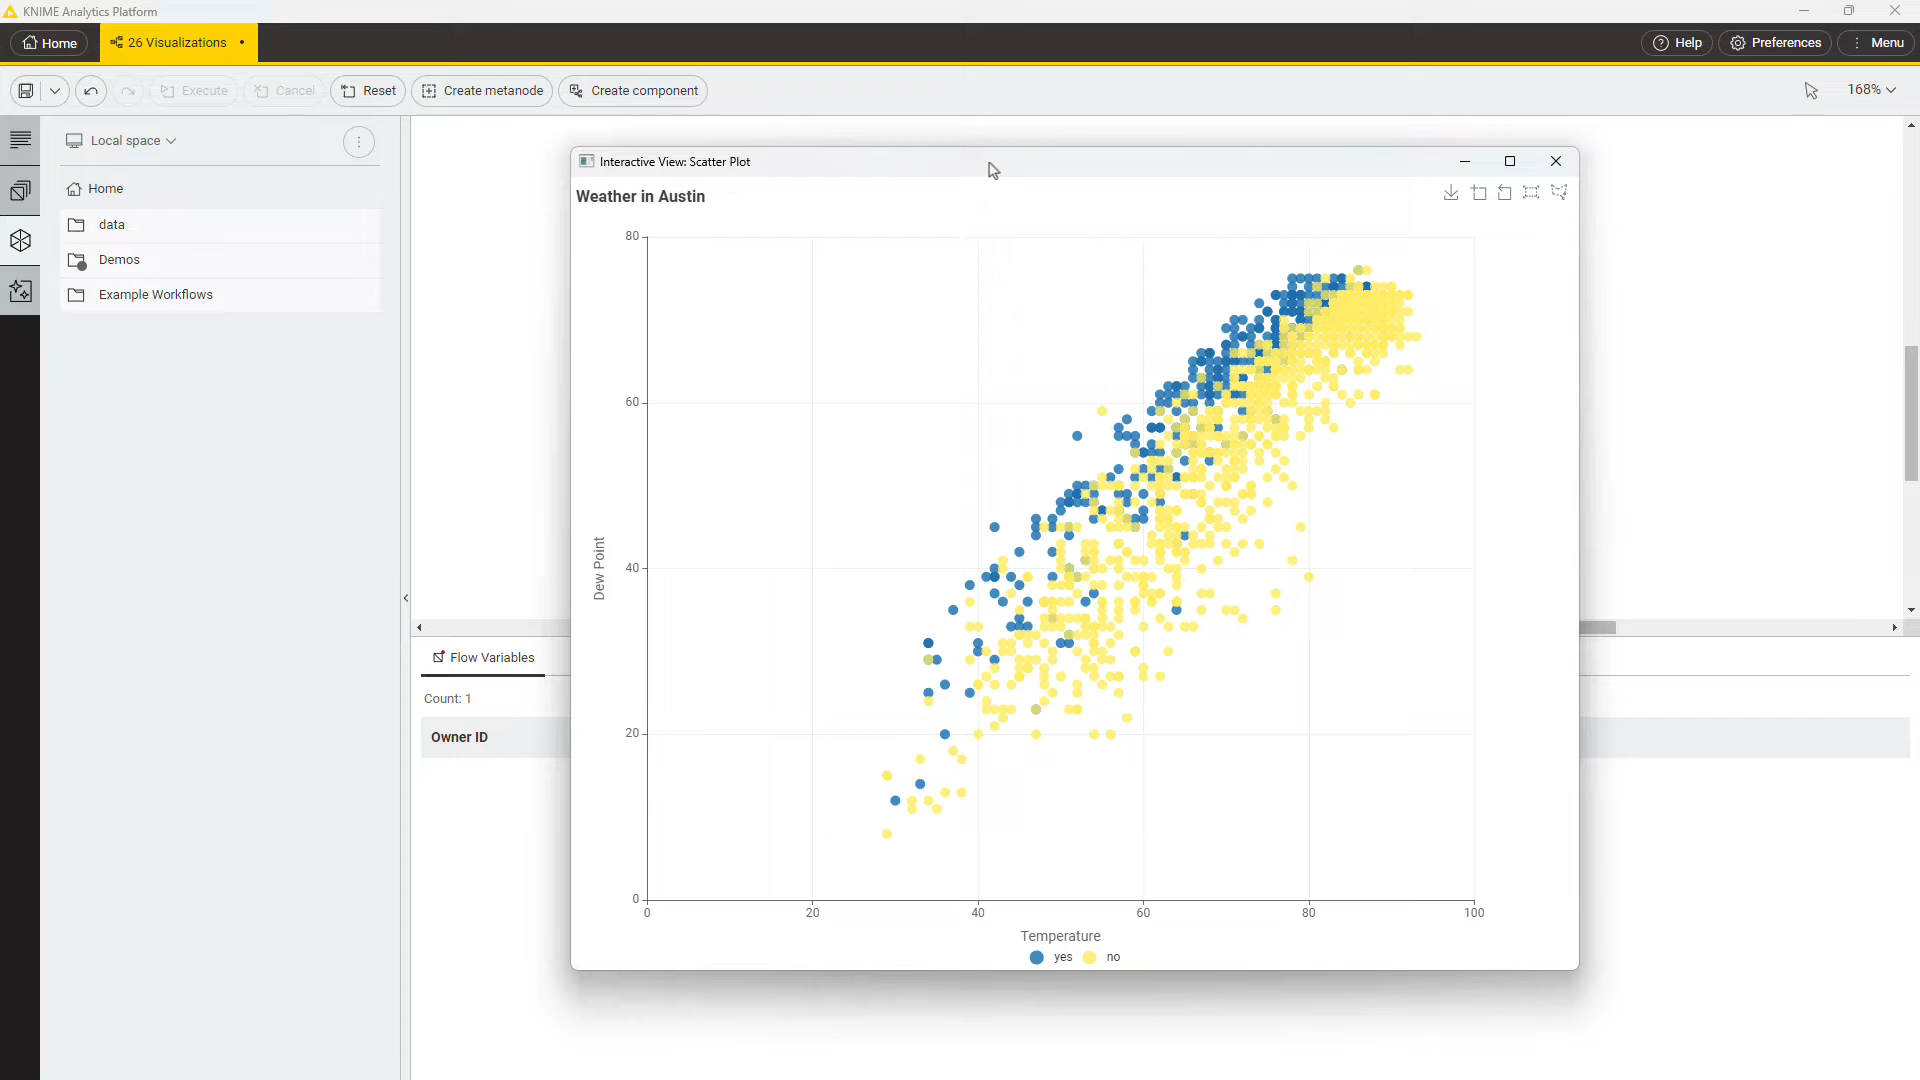 KNIME Analytics Platform
Home
26 Visualizations
Help
Preferences
Menu
Execute
Cancel
Reset
Create metanode
Create component
168%
Local space
Home
data
Demos
Example Workflows
Interactive View: Scatter Plot
Weather in Austin
80
60
40
20
0
Dew Point
0 20 40 60 80 100
Temperature
yes no
Flow Variables
Count: 1
Owner ID